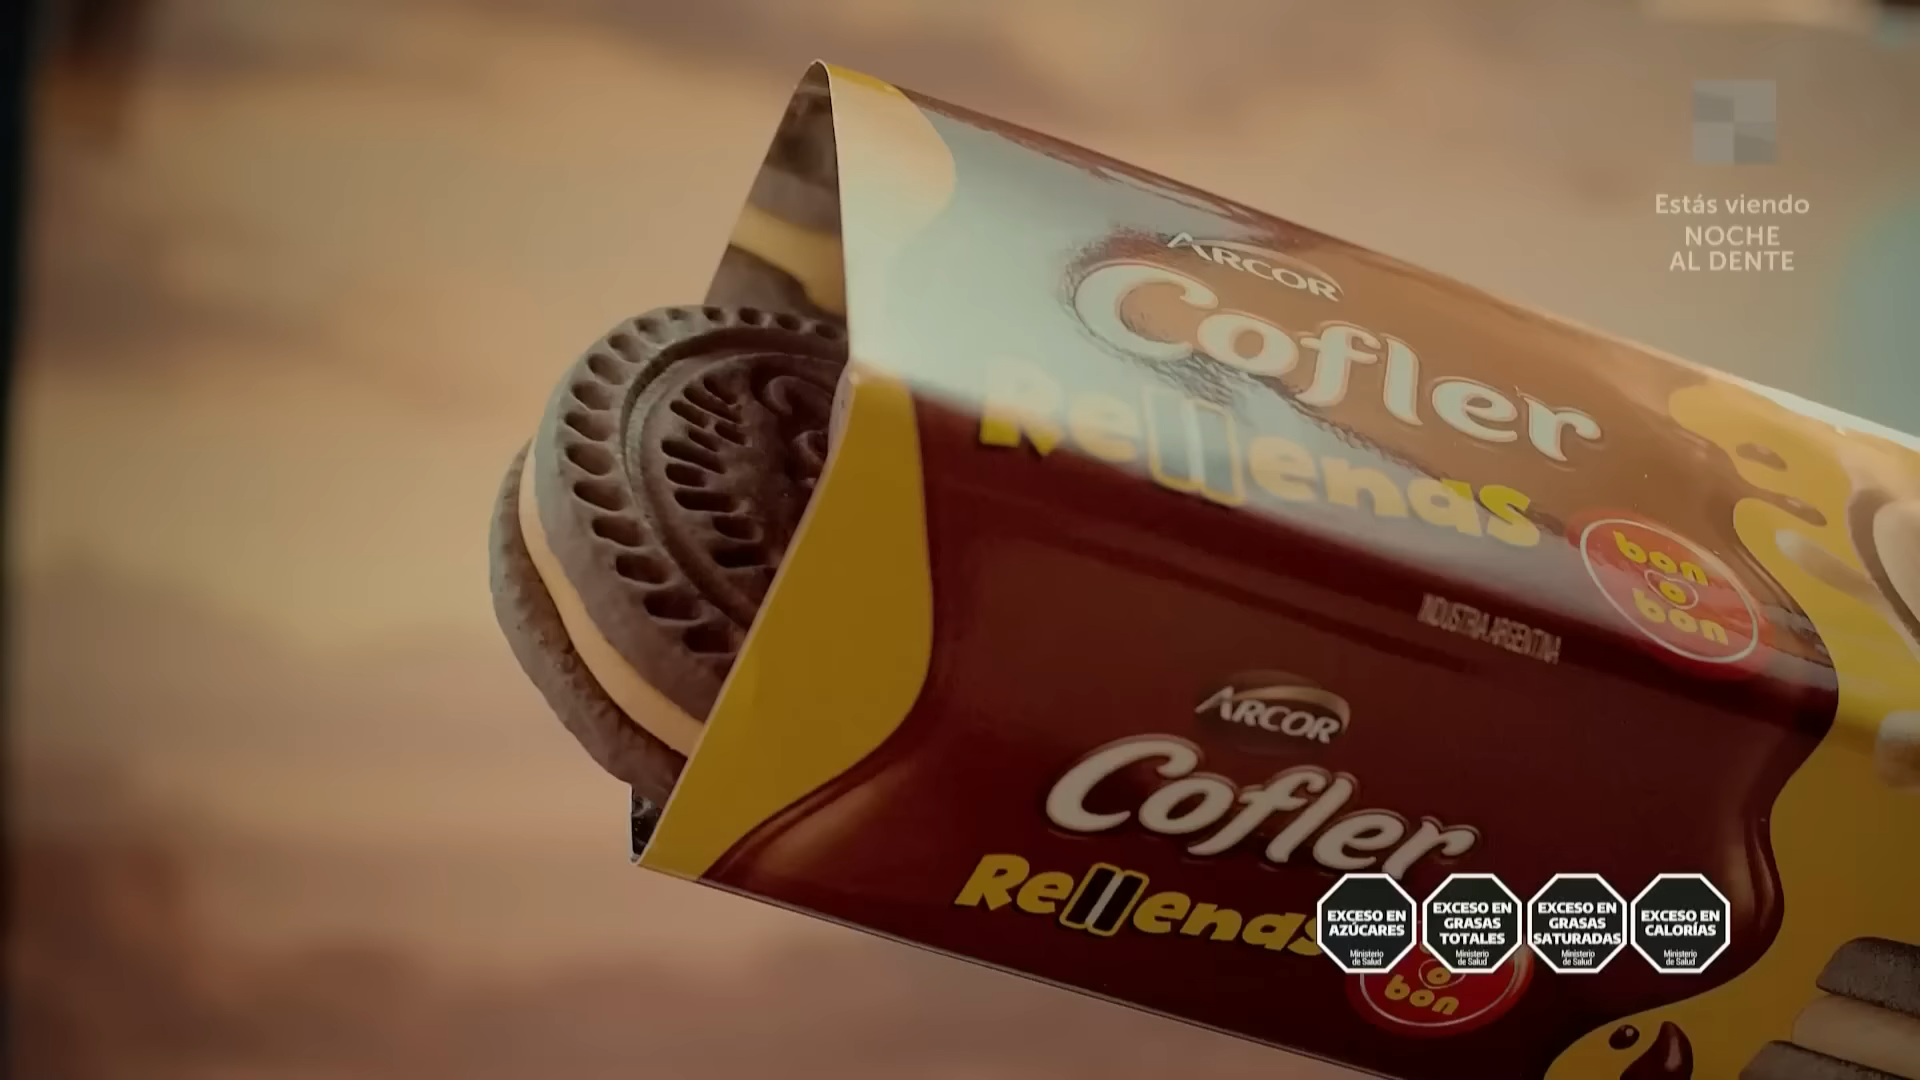 Estás viendo
NOCHE
AL DENTE
ARCOR
Cofler
Rellenas
bon
o
bon
INDUSTRIA ARGENTINA
ARCOR
Cofler
Rellenas
o
bon
EXCESO EN
AZÚCARES
Ministerio
de Salud
EXCESO EN
GRASAS
TOTALES
Ministerio
de Salud
EXCESO EN
GRASAS
SATURADAS
Ministerio
de Salud
EXCESO EN
CALORÍAS
Ministerio
de Salud